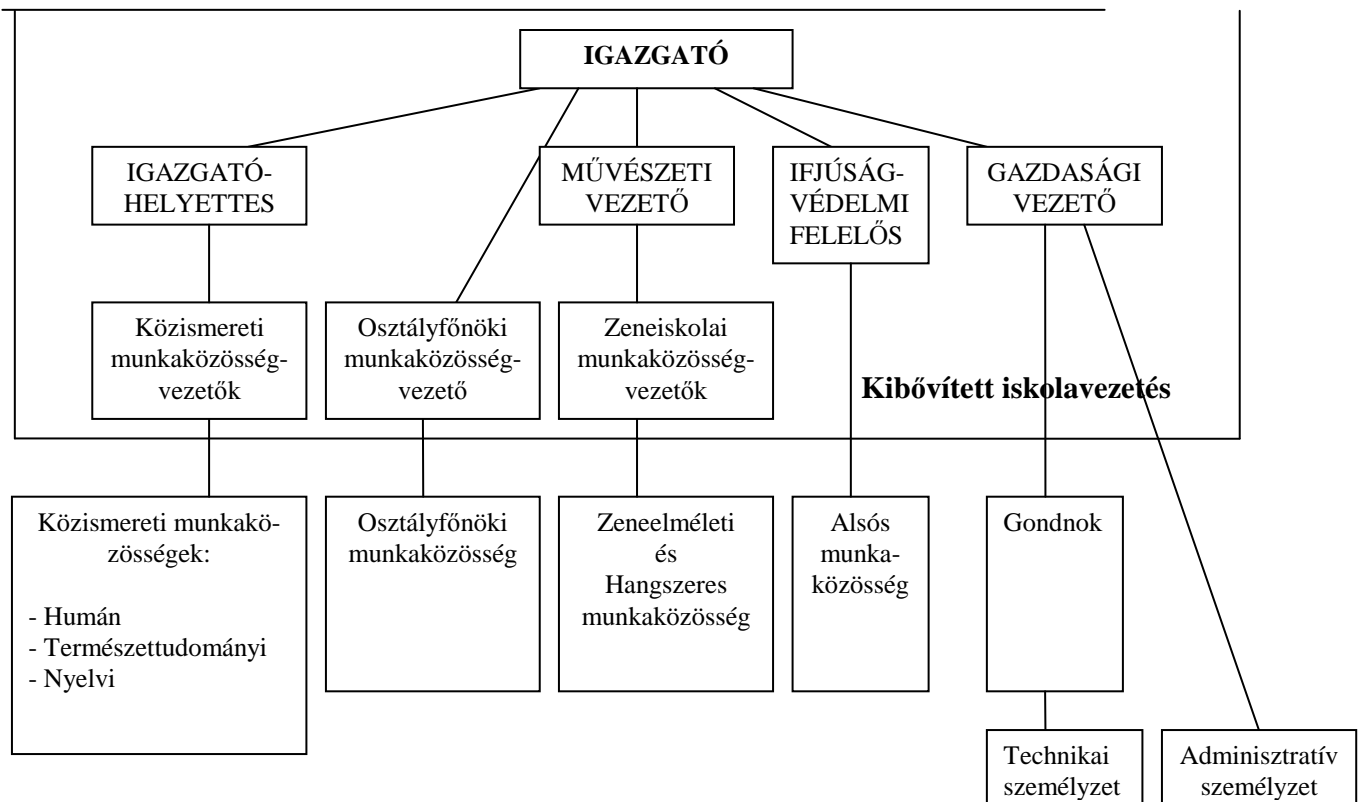 IGAZGATÓ
IGAZGATÓ-
HELYETTES
MŰVÉSZETI
VEZETŐ
IFJÚSÁG-
VÉDELMI
FELELŐS
GAZDASÁGI
VEZETŐ
Közismereti
munkaközösség-
vezetők
Osztályfőnöki
munkaközösség-
vezető
Zeneiskolai
munkaközösség-
vezetők
Kibővített iskolavezetés
Közismereti munkakö-
zösségek:
- Humán
- Természettudományi
- Nyelvi
Osztályfőnöki
munkaközösség
Zeneelméleti
és
Hangszeres
munkaközösség
Alsós
munka-
közösség
Gondnok
Technikai
személyzet
Adminisztratív
személyzet